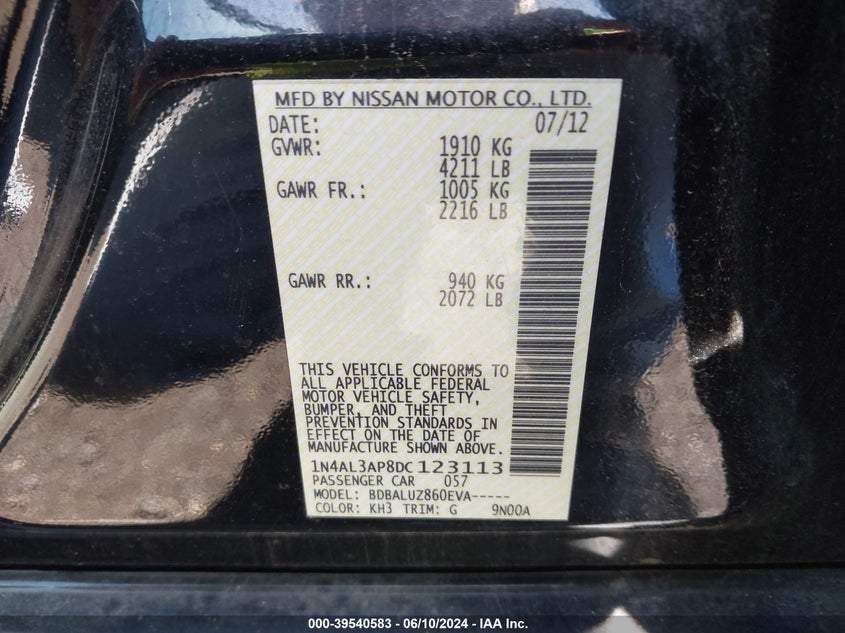 MFD BY NISSAN MOTOR CO., LTD.
DATE: 07/12
GVWR: 1910 KG
4211 LB
GAWR FR.: 1005 KG
2216 LB
GAWR RR.: 940 KG
2072 LB
THIS VEHICLE CONFORMS TO
ALL APPLICABLE FEDERAL
MOTOR VEHICLE SAFETY,
BUMPER, AND THEFT
PREVENTION STANDARDS IN
EFFECT ON THE DATE OF
MANUFACTURE SHOWN ABOVE.
1N4AL3AP8DC123113
PASSENGER CAR 057
MODEL: BDBALUZ860EVA-----
COLOR: KH3 TRIM: G 9N00A
000-39540583 - 06/10/2024 - IAA Inc.